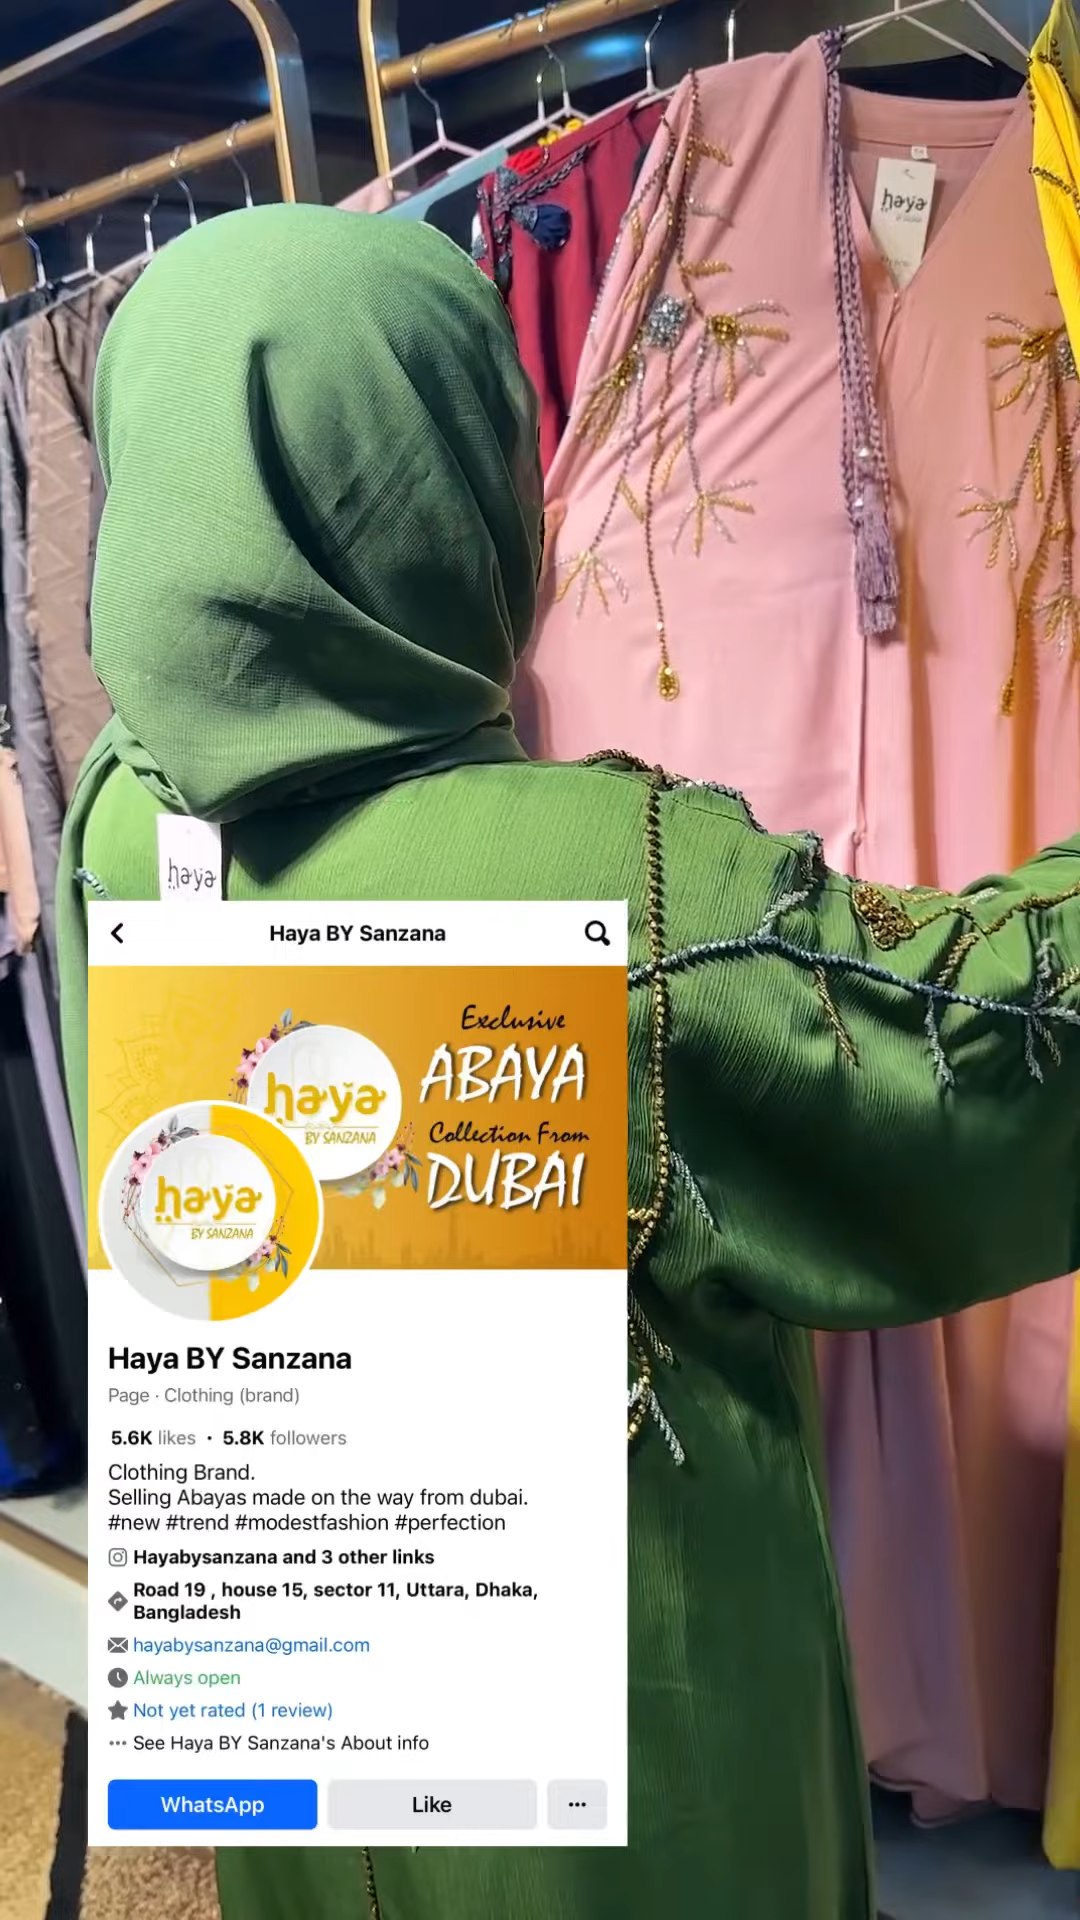 haya
haya
Haya BY Sanzana
Exclusive
ABAYA
Collection From
DUBAI
haya
BY SANZANA
haya
BY SANZANA
Haya BY Sanzana
Page · Clothing (brand)
5.6K likes · 5.8K followers
Clothing Brand.
Selling Abayas made on the way from dubai.
#new #trend #modestfashion #perfection
Hayabysanzana and 3 other links
Road 19 , house 15, sector 11, Uttara, Dhaka,
Bangladesh
hayabysanzana@gmail.com
Always open
Not yet rated (1 review)
··· See Haya BY Sanzana's About info
WhatsApp
Like
···